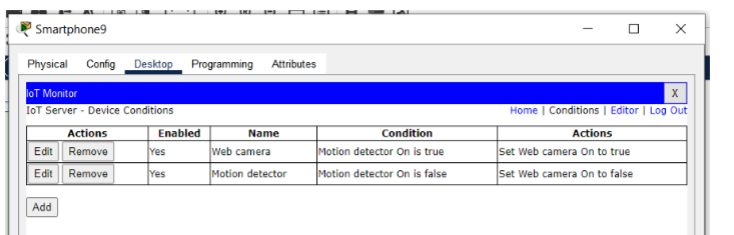 Smartphone9
Physical Config Desktop Programming Attributes
IoT Monitor X
IoT Server - Device Conditions Home | Conditions | Editor | Log Out
Actions Enabled Name Condition Actions
Edit Remove Yes Web camera Motion detector On is true Set Web camera On to true
Edit Remove Yes Motion detector Motion detector On is false Set Web camera On to false
Add